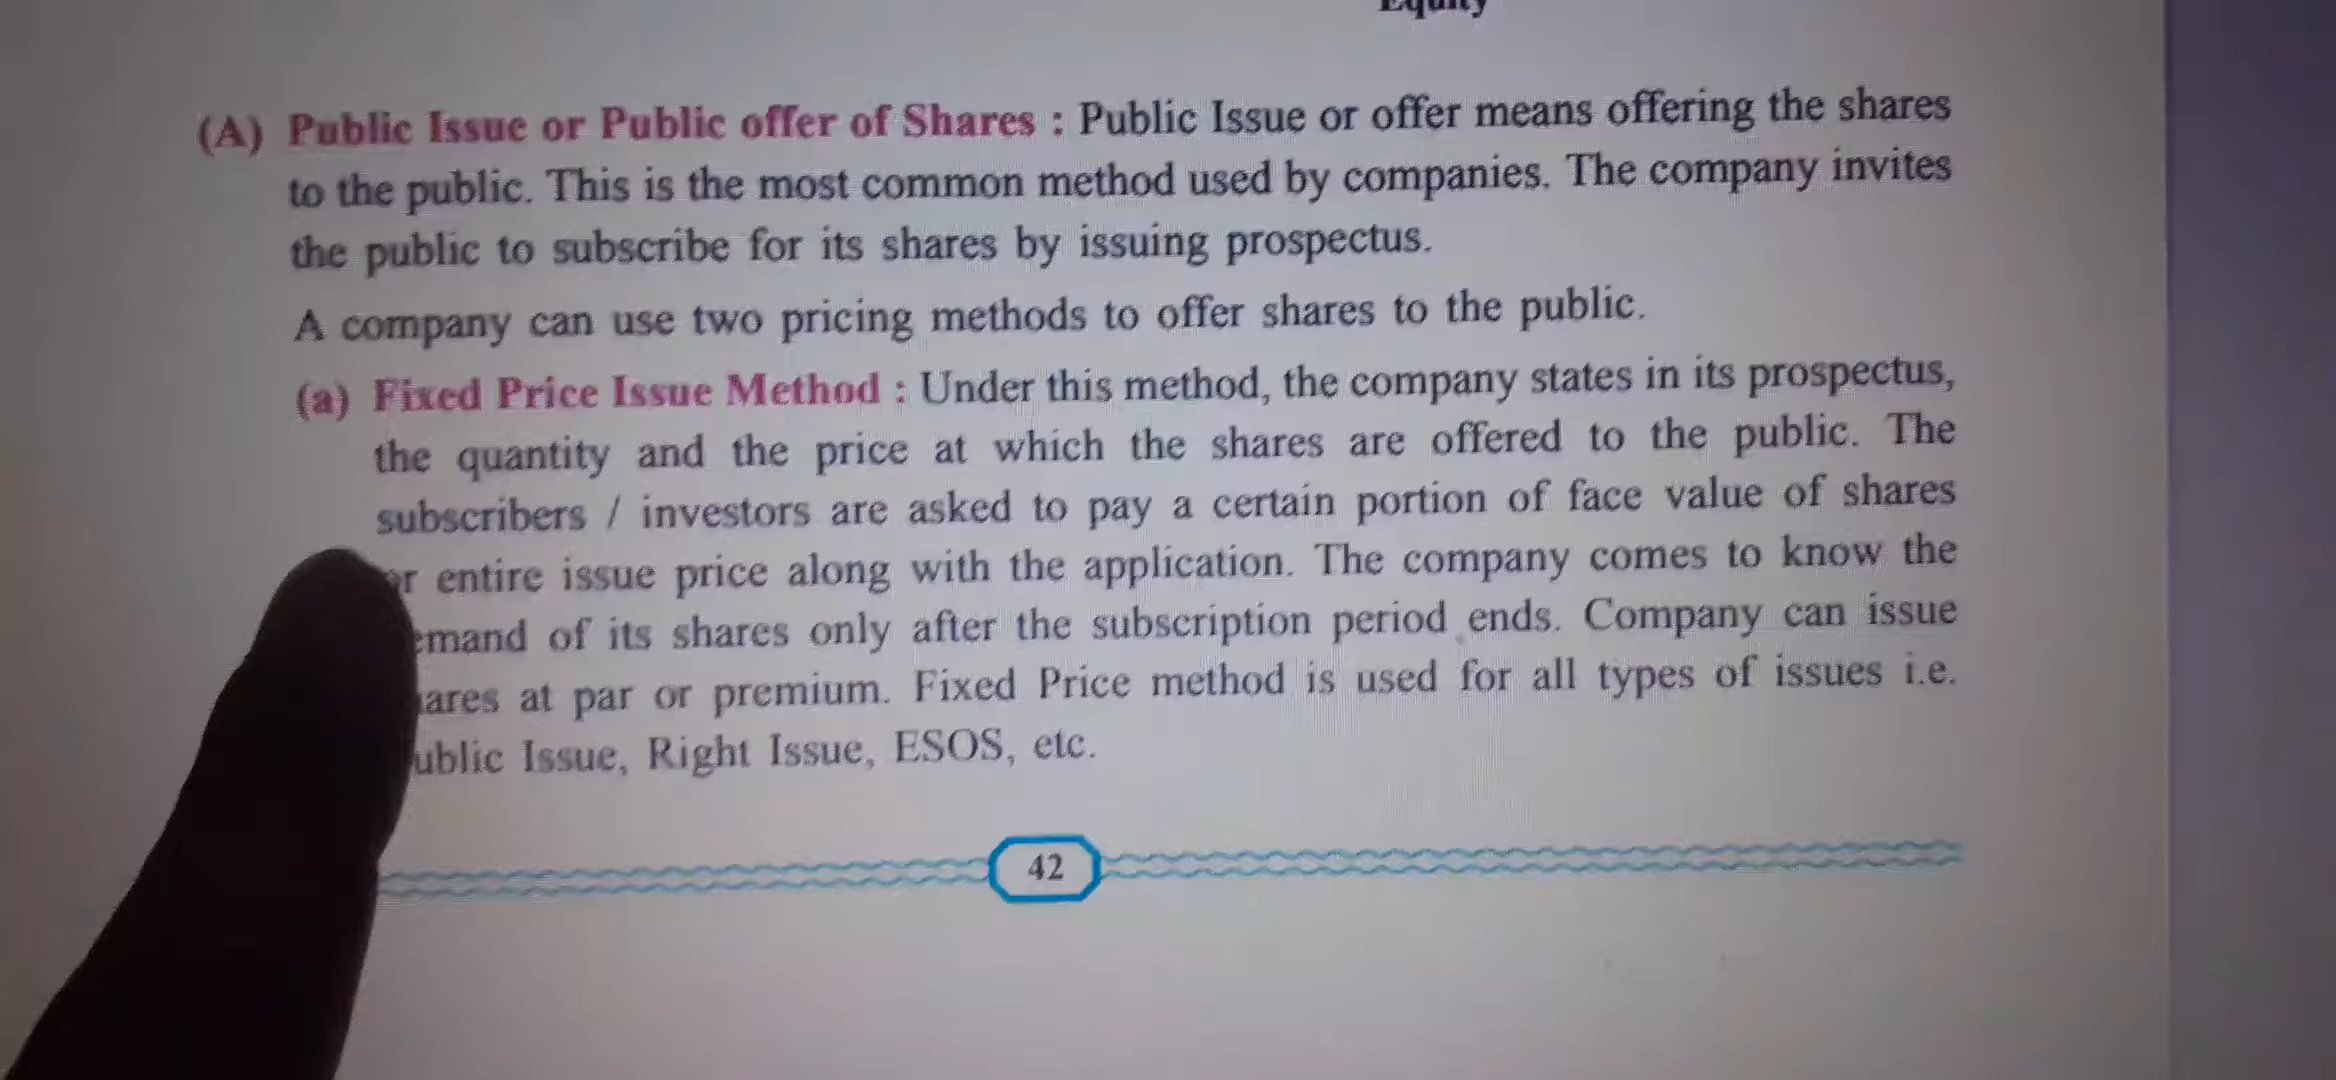 Equity
(A) Public Issue or Public offer of Shares : Public Issue or offer means offering the shares
to the public. This is the most common method used by companies. The company invites
the public to subscribe for its shares by issuing prospectus.
A company can use two pricing methods to offer shares to the public.
(a) Fixed Price Issue Method : Under this method, the company states in its prospectus,
the quantity and the price at which the shares are offered to the public. The
subscribers / investors are asked to pay a certain portion of face value of shares
or entire issue price along with the application. The company comes to know the
emand of its shares only after the subscription period ends. Company can issue
ares at par or premium. Fixed Price method is used for all types of issues i.e.
ublic Issue, Right Issue, ESOS, etc.
42